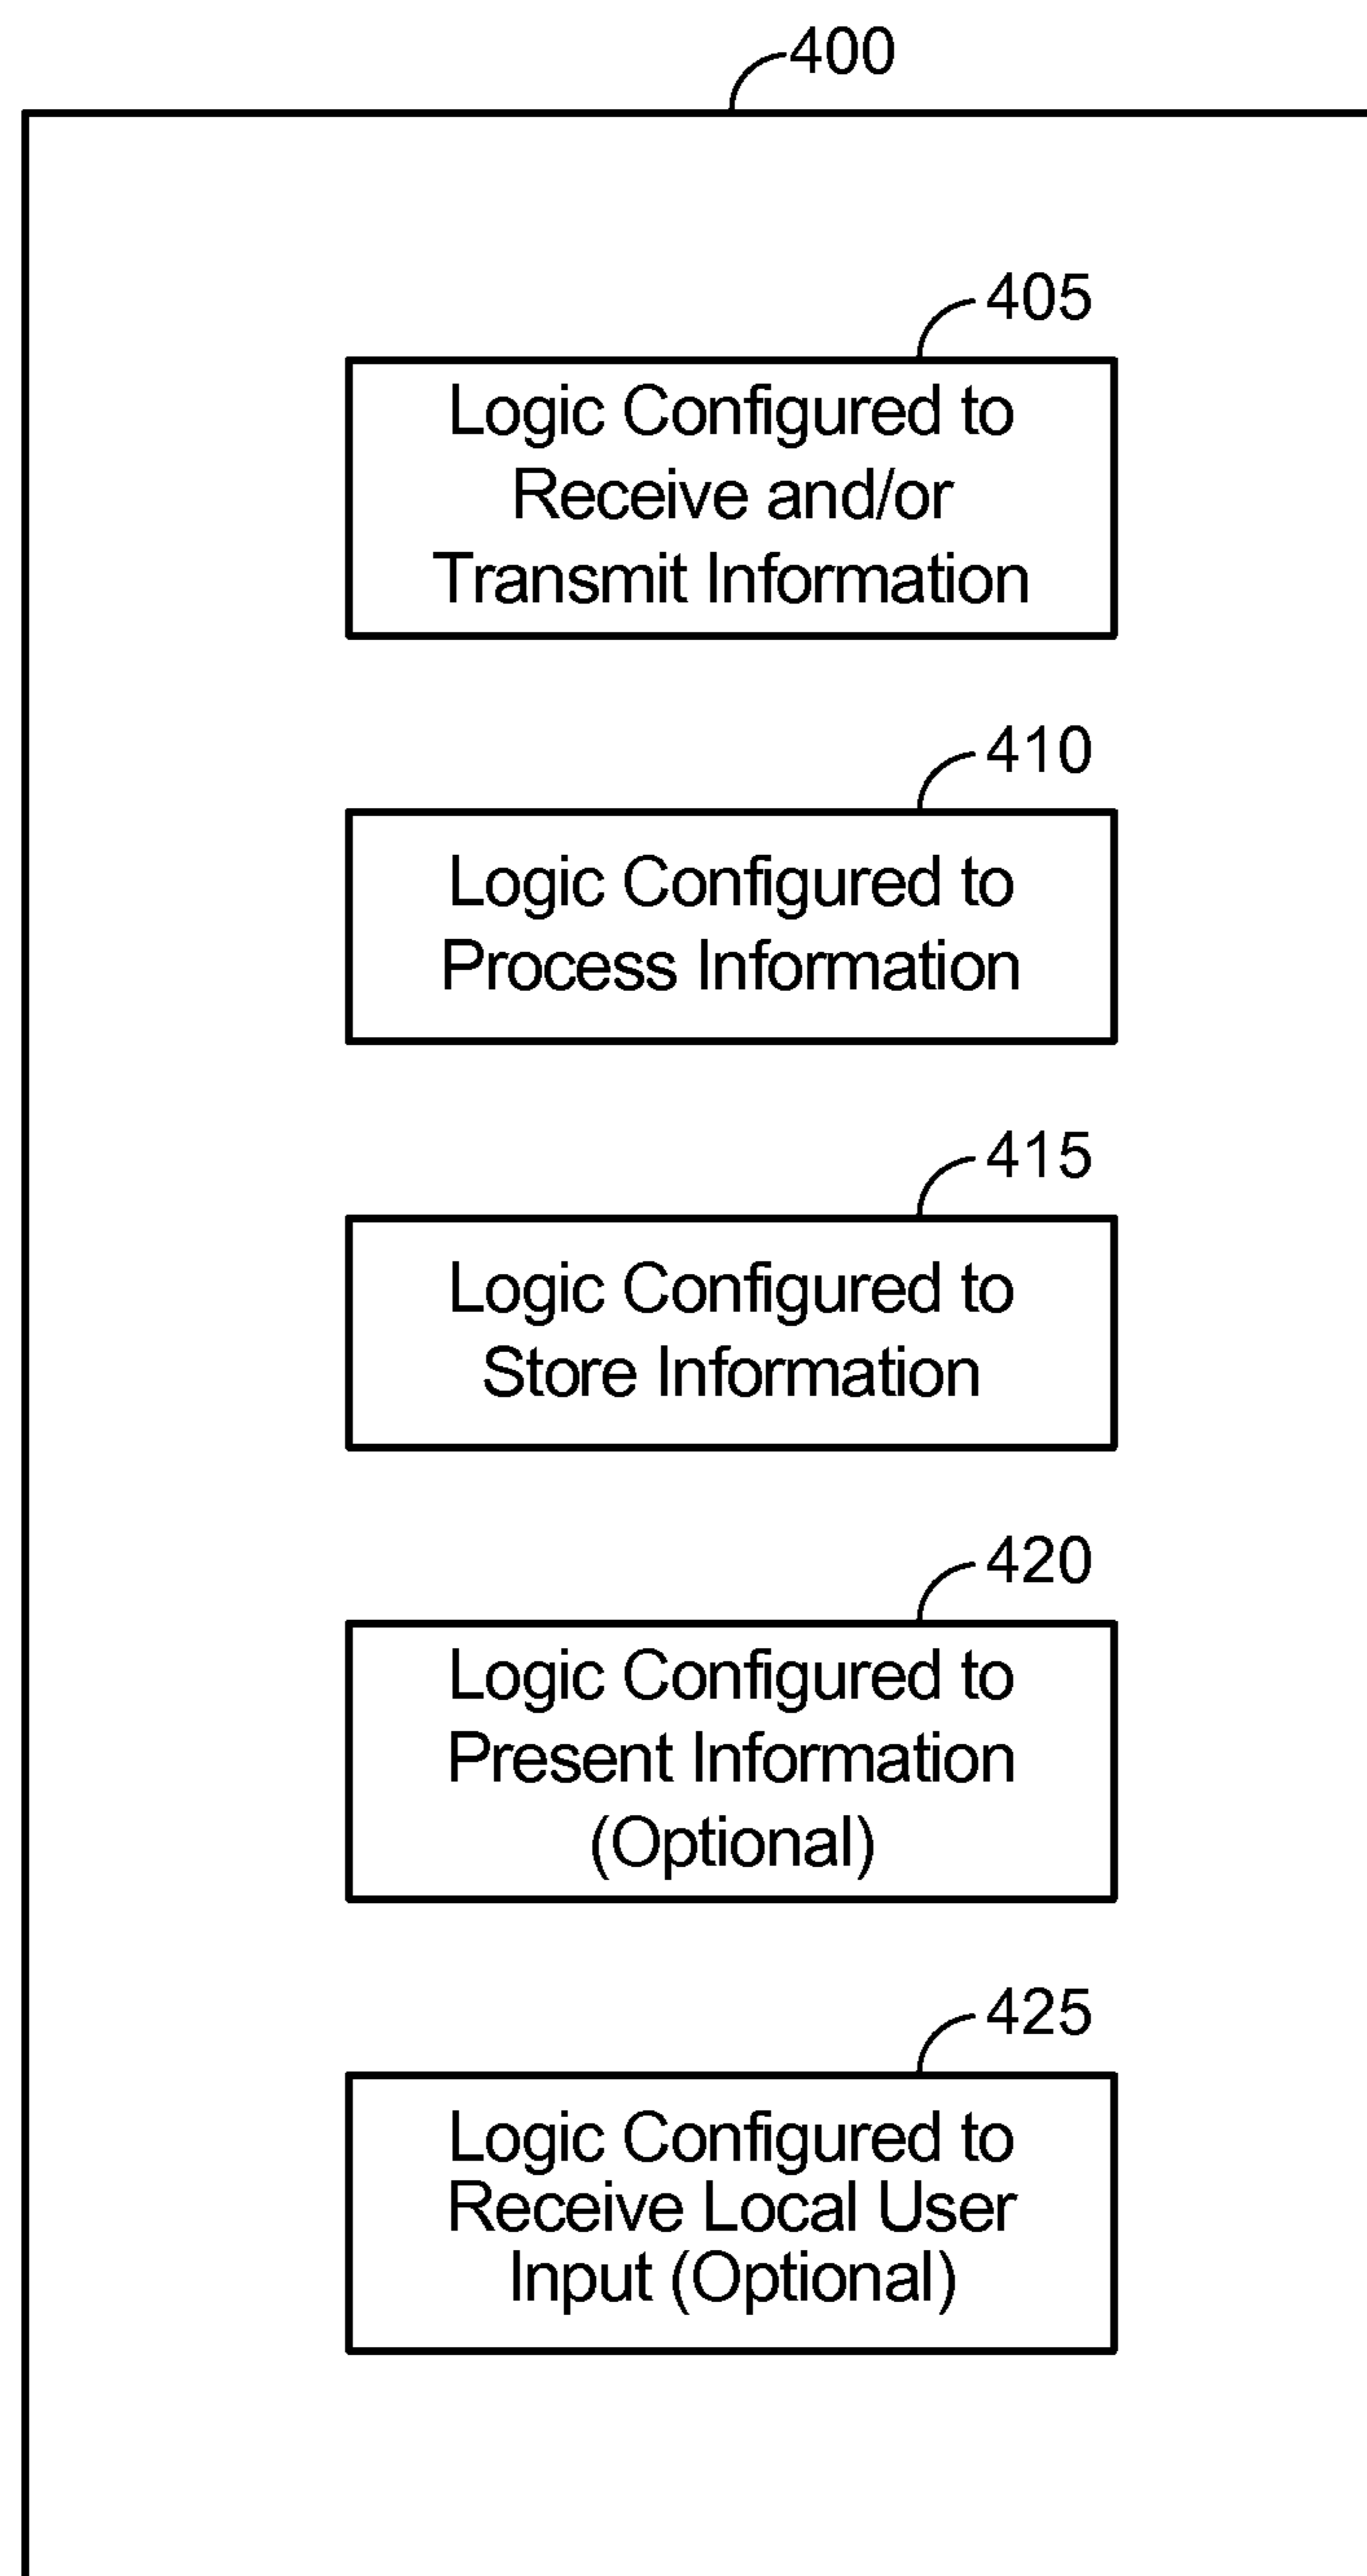 400
405
Logic Configured to
Receive and/or
Transmit Information
410
Logic Configured to
Process Information
415
Logic Configured to
Store Information
420
Logic Configured to
Present Information
(Optional)
425
Logic Configured to
Receive Local User
Input (Optional)